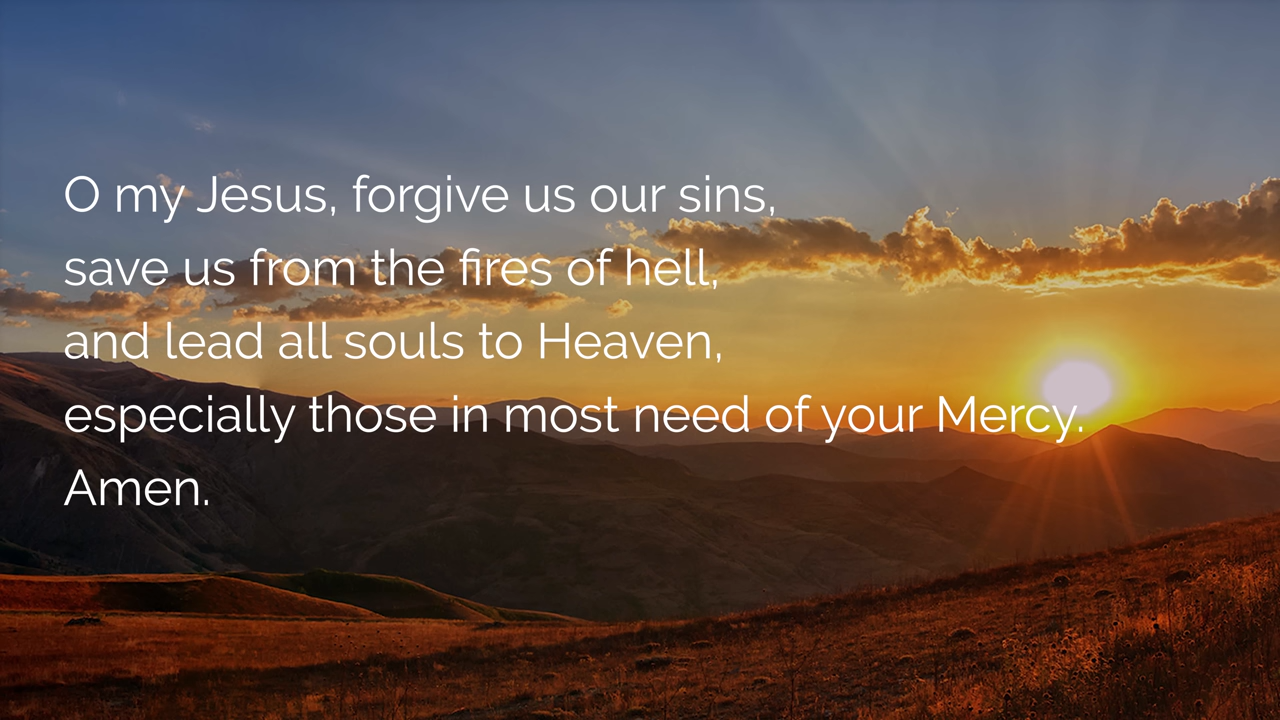 O my Jesus, forgive us our sins,
save us from the fires of hell,
and lead all souls to Heaven,
especially those in most need of your Mercy.
Amen.